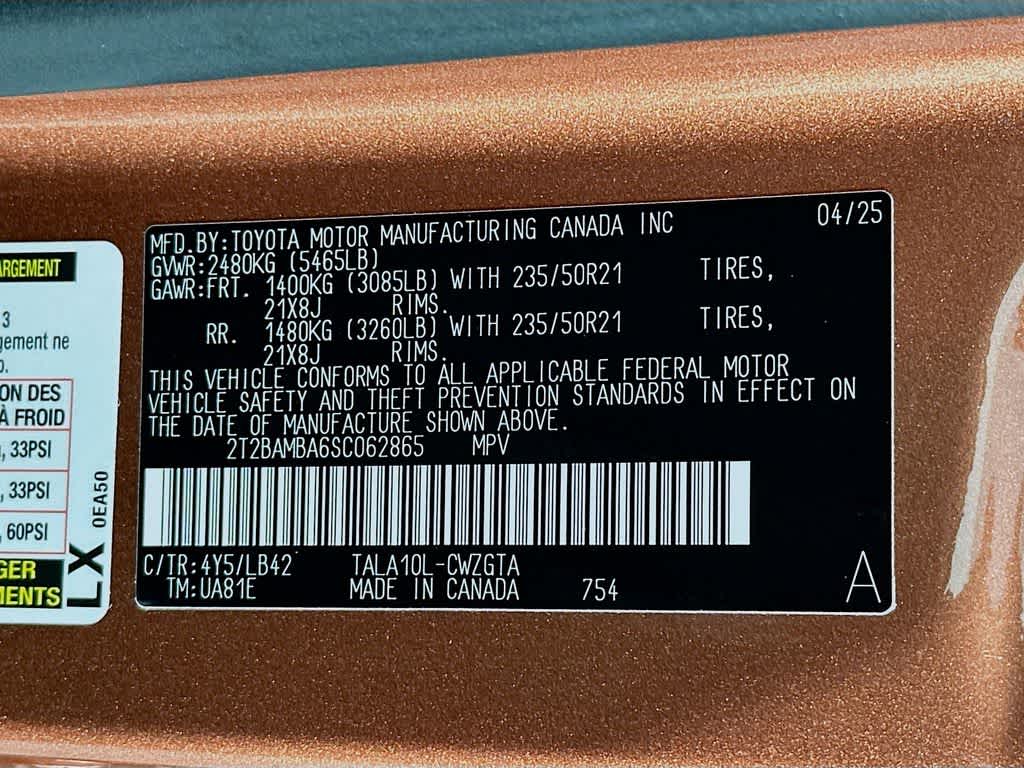 ARGEMENT
3
gement ne
ON DES
À FROID
, 33PSI
, 33PSI
, 60PSI
GER
MENTS
LX
0EA50
04/25
MFD.BY:TOYOTA MOTOR MANUFACTURING CANADA INC
GVWR:2480KG (5465LB)
GAWR:FRT. 1400KG (3085LB) WITH 235/50R21 TIRES,
21X8J RIMS.
RR. 1480KG (3260LB) WITH 235/50R21 TIRES,
21X8J RIMS.
THIS VEHICLE CONFORMS TO ALL APPLICABLE FEDERAL MOTOR
VEHICLE SAFETY AND THEFT PREVENTION STANDARDS IN EFFECT ON
THE DATE OF MANUFACTURE SHOWN ABOVE.
2T2BAMBA6SC062865 MPV
C/TR:4Y5/LB42 TALA10L-CWZGTA
TM:UA81E MADE IN CANADA 754
A